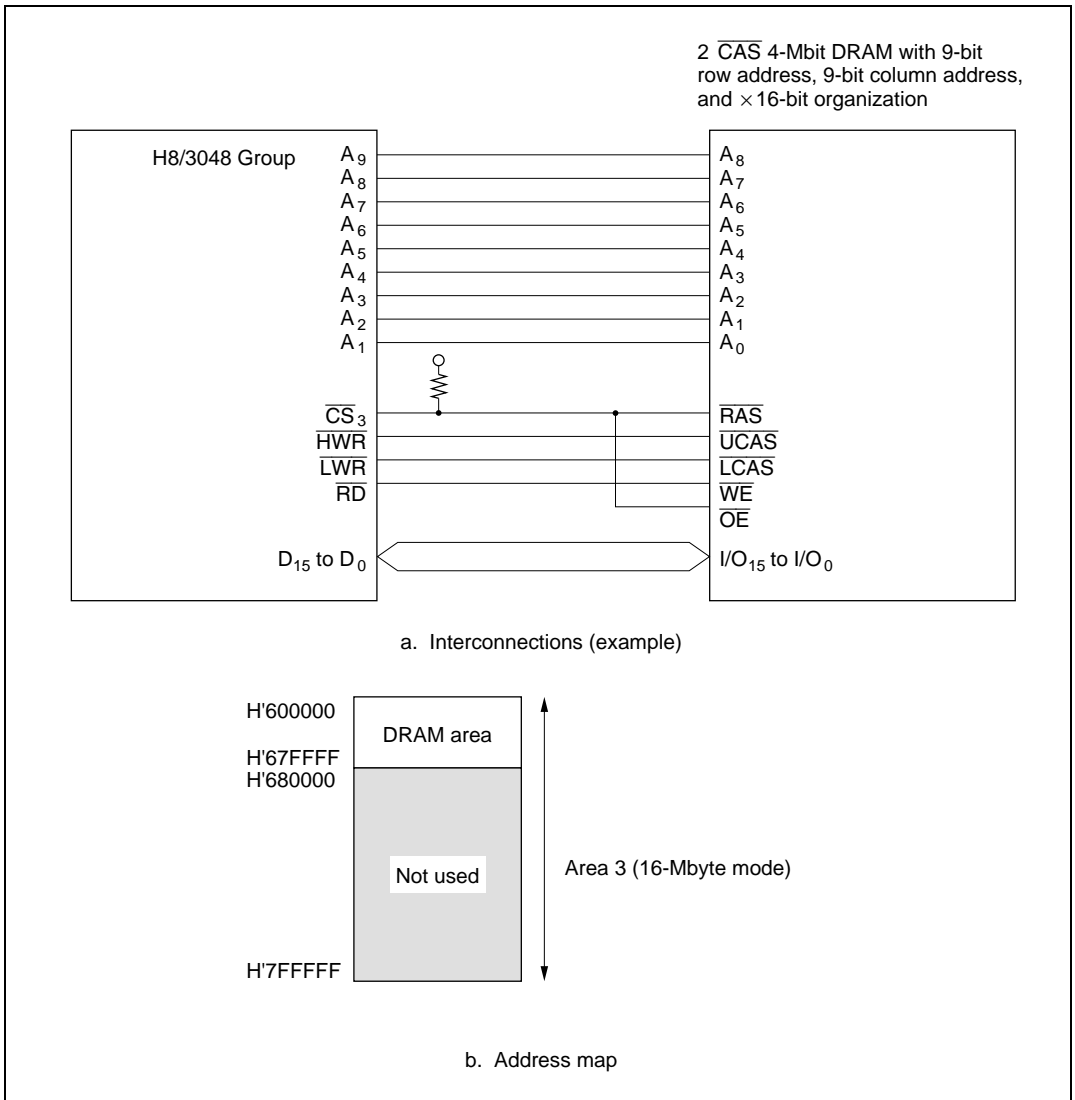 2 CAS 4-Mbit DRAM with 9-bit
row address, 9-bit column address,
and ×16-bit organization
H8/3048 Group
A9
A8
A7
A6
A5
A4
A3
A2
A1
CS3
HWR
LWR
RD
D15 to D0
A8
A7
A6
A5
A4
A3
A2
A1
A0
RAS
UCAS
LCAS
WE
OE
I/O15 to I/O0
a. Interconnections (example)
H'600000
H'67FFFF
H'680000
H'7FFFFF
DRAM area
Not used
Area 3 (16-Mbyte mode)
b. Address map